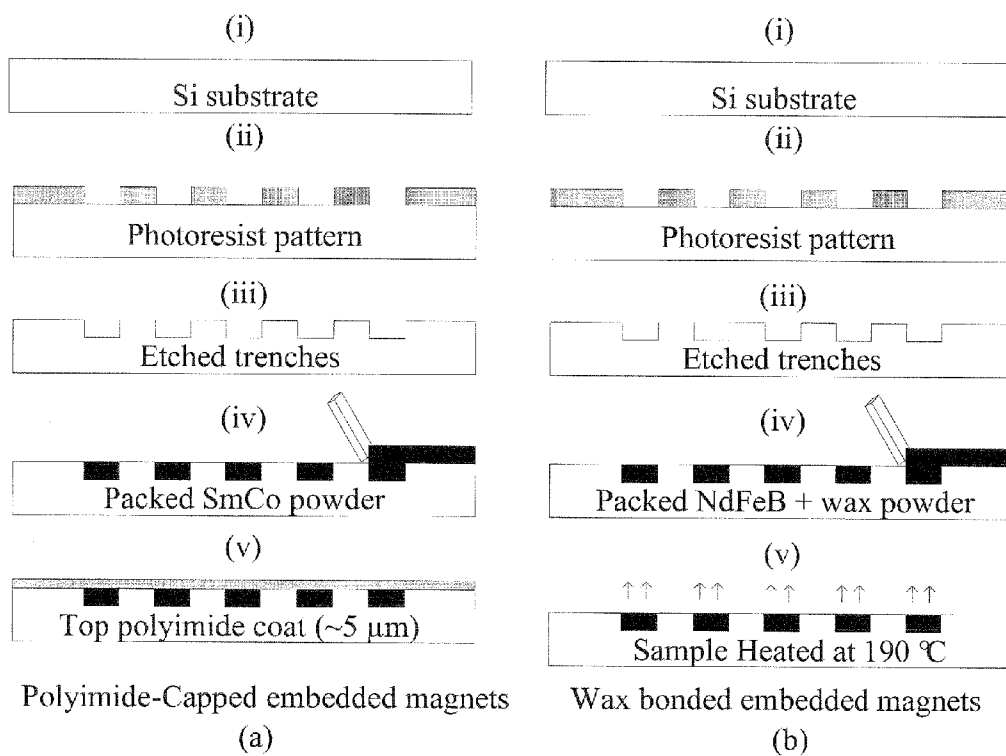 (i)
Si substrate
(ii)
Photoresist pattern
(iii)
Etched trenches
(iv)
Packed SmCo powder
(v)
Top polyimide coat (~5 µm)
Polyimide-Capped embedded magnets
(a)
(i)
Si substrate
(ii)
Photoresist pattern
(iii)
Etched trenches
(iv)
Packed NdFeB + wax powder
(v)
Sample Heated at 190 ℃
Wax bonded embedded magnets
(b)